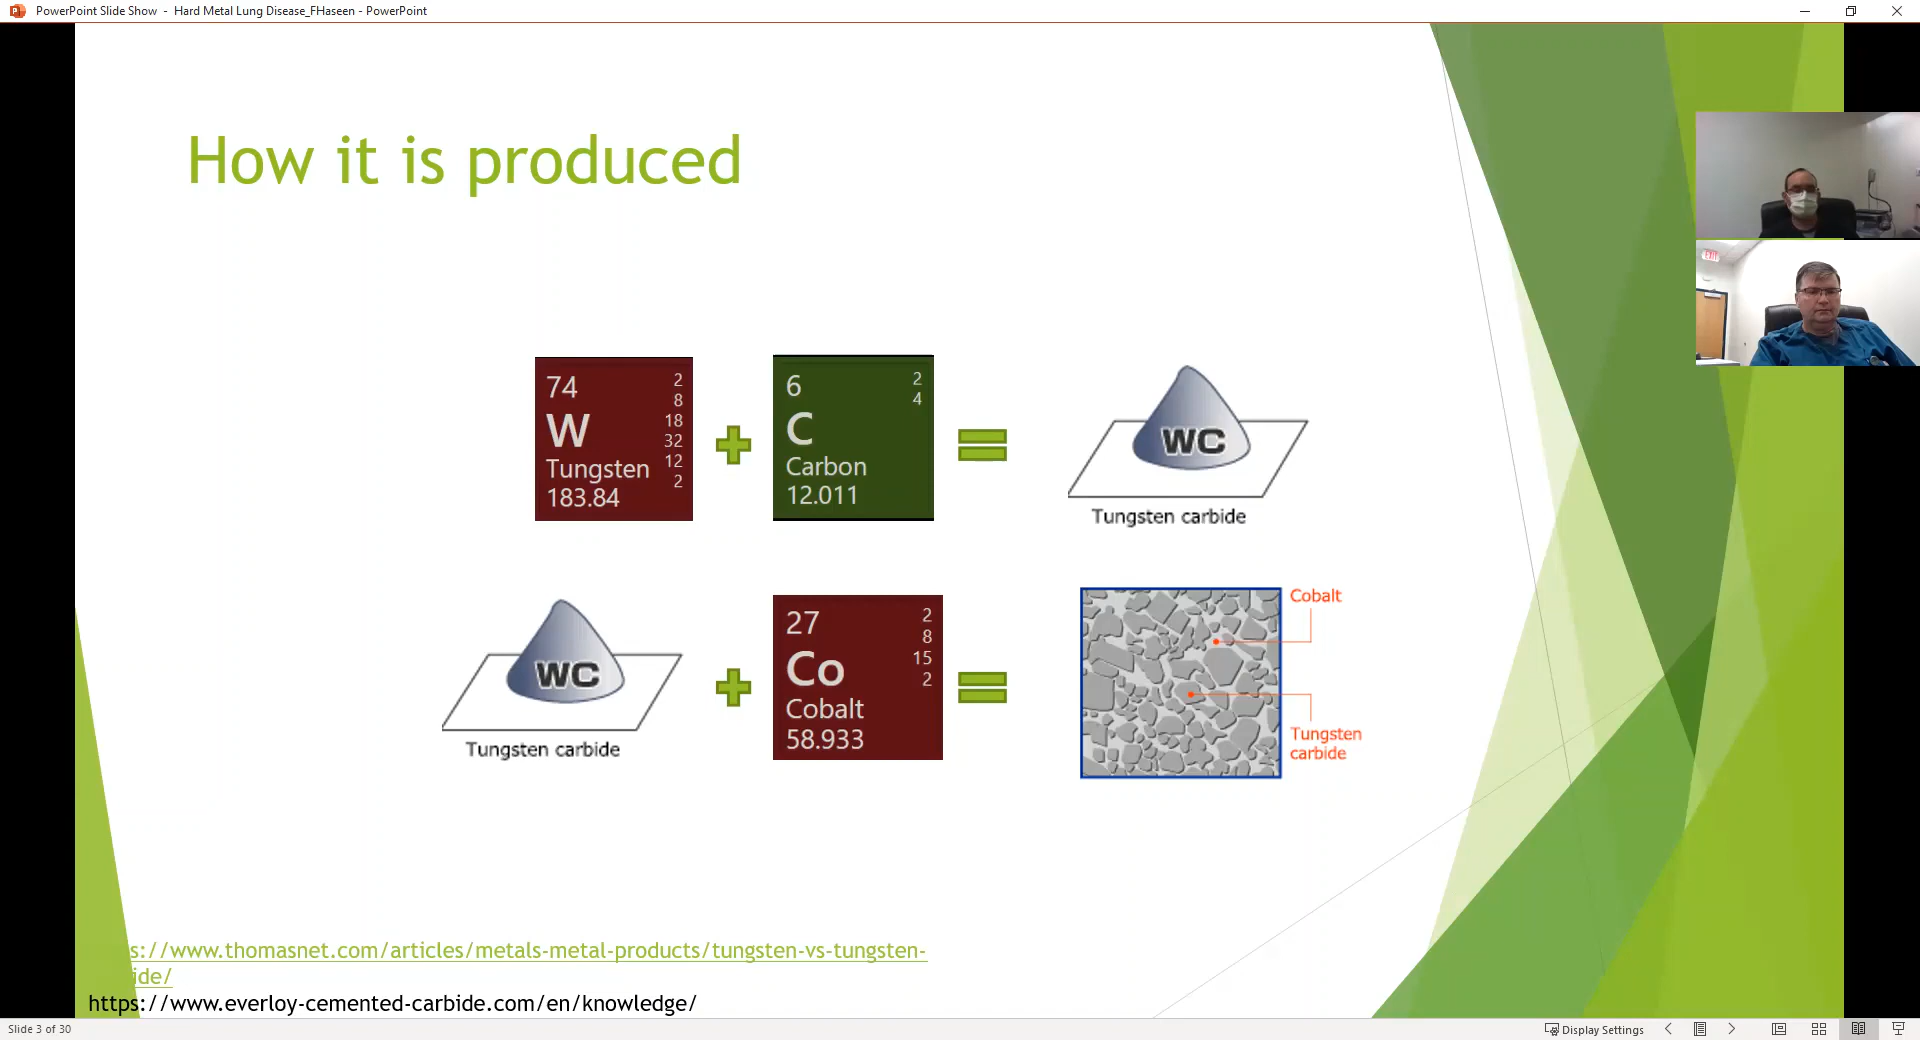 PowerPoint Slide Show - Hard Metal Lung Disease_FHaseen - PowerPoint
How it is produced
74
W
Tungsten
183.84
2
8
18
32
12
2
6
C
Carbon
12.011
2
4
WC
Tungsten carbide
WC
Tungsten carbide
27
Co
Cobalt
58.933
2
8
15
2
Cobalt
Tungsten
carbide
EXIT
s://www.thomasnet.com/articles/metals-metal-products/tungsten-vs-tungsten-
ide/
https://www.everloy-cemented-carbide.com/en/knowledge/
Slide 3 of 30
Display Settings